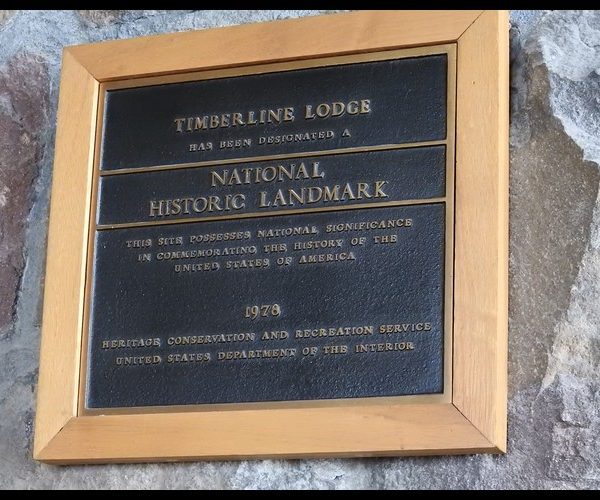 TIMBERLINE LODGE
HAS BEEN DESIGNATED A
NATIONAL
HISTORIC LANDMARK
THIS SITE POSSESSES NATIONAL SIGNIFICANCE
IN COMMEMORATING THE HISTORY OF THE
UNITED STATES OF AMERICA
1978
HERITAGE CONSERVATION AND RECREATION SERVICE
UNITED STATES DEPARTMENT OF THE INTERIOR